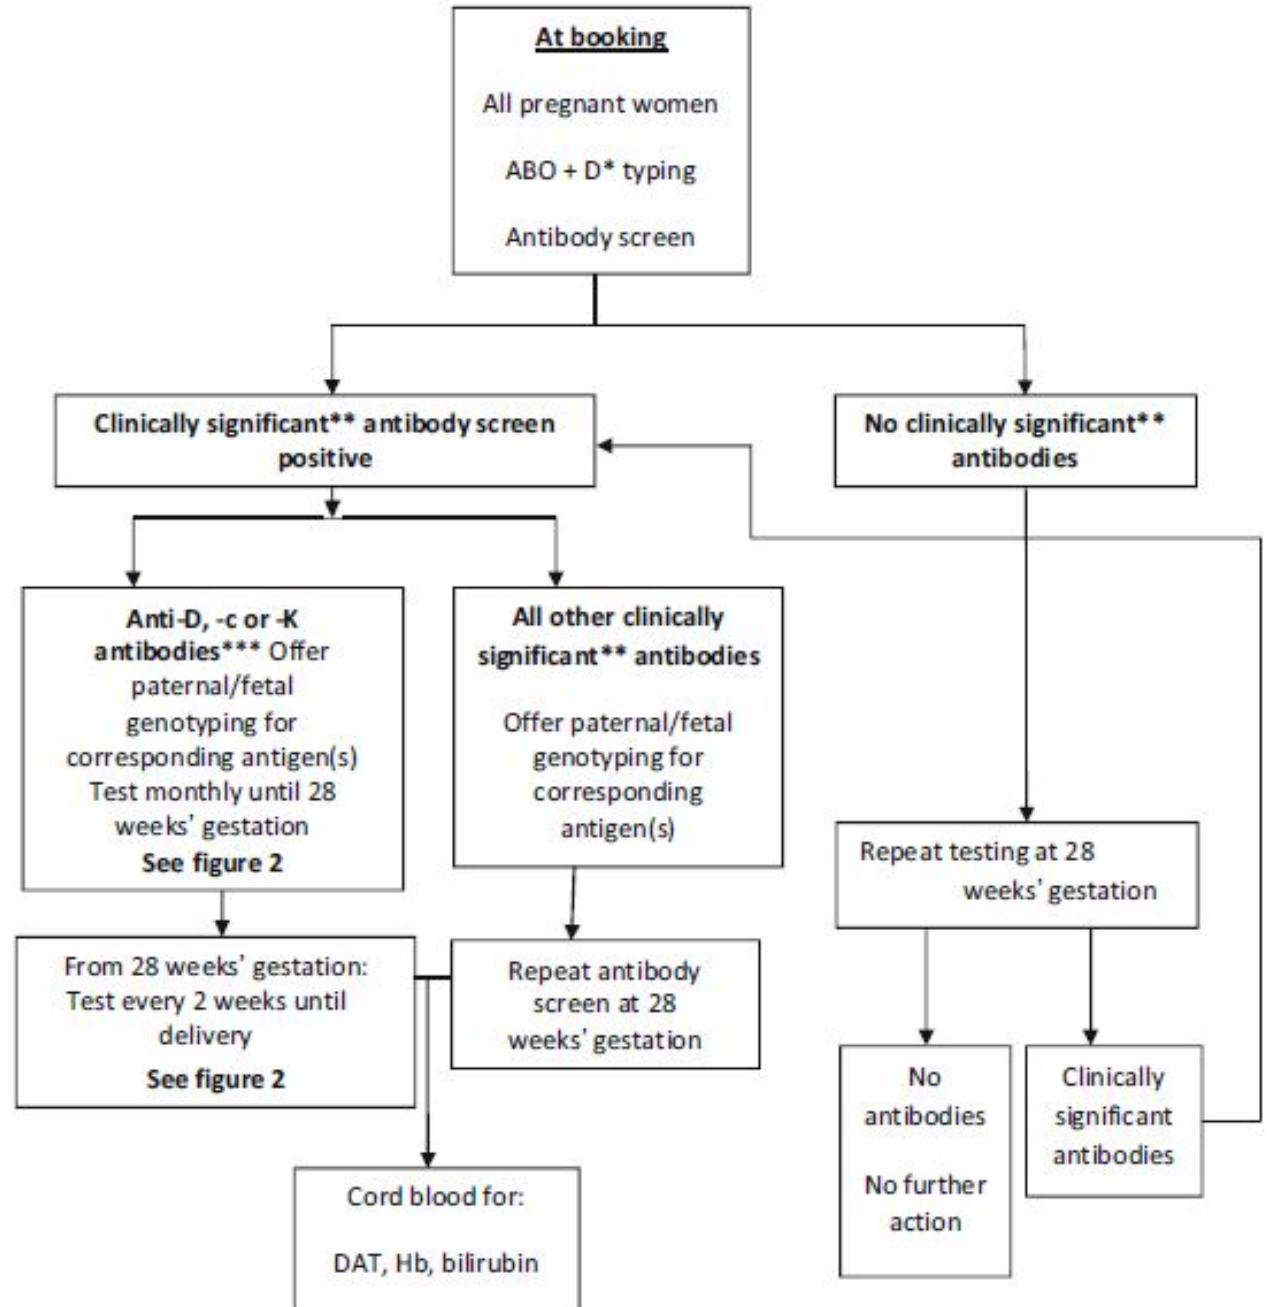 At booking
All pregnant women
ABO + D* typing
Antibody screen
Clinically significant** antibody screen
positive
No clinically significant**
antibodies
Anti-D, -c or -K
antibodies*** Offer
paternal/fetal
genotyping for
corresponding antigen(s)
Test monthly until 28
weeks' gestation
See figure 2
All other clinically
significant** antibodies
Offer paternal/fetal
genotyping for
corresponding
antigen(s)
Repeat testing at 28
weeks' gestation
From 28 weeks' gestation:
Test every 2 weeks until
delivery
See figure 2
Repeat antibody
screen at 28
weeks' gestation
No
antibodies
No further
action
Clinically
significant
antibodies
Cord blood for:
DAT, Hb, bilirubin